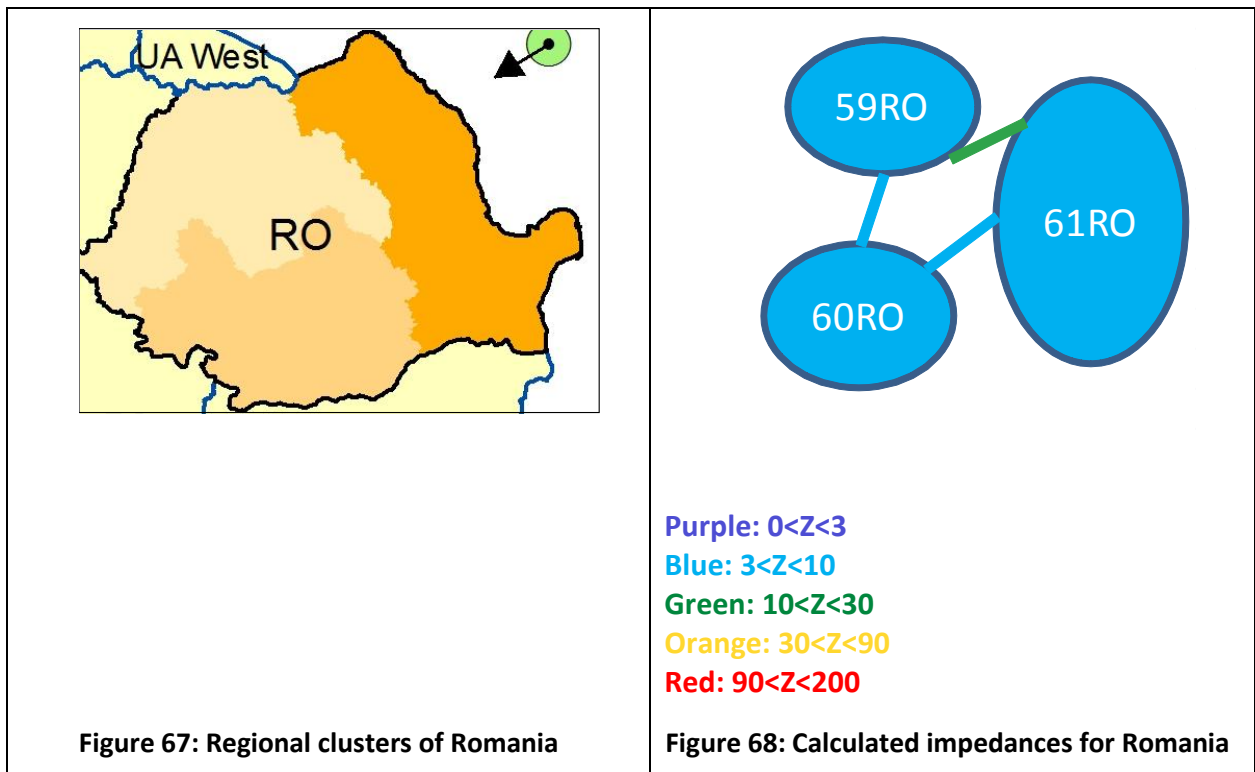 UA West
RO
Figure 67: Regional clusters of Romania
59RO
61RO
60RO
Purple: 0<Z<3
Blue: 3<Z<10
Green: 10<Z<30
Orange: 30<Z<90
Red: 90<Z<200
Figure 68: Calculated impedances for Romania